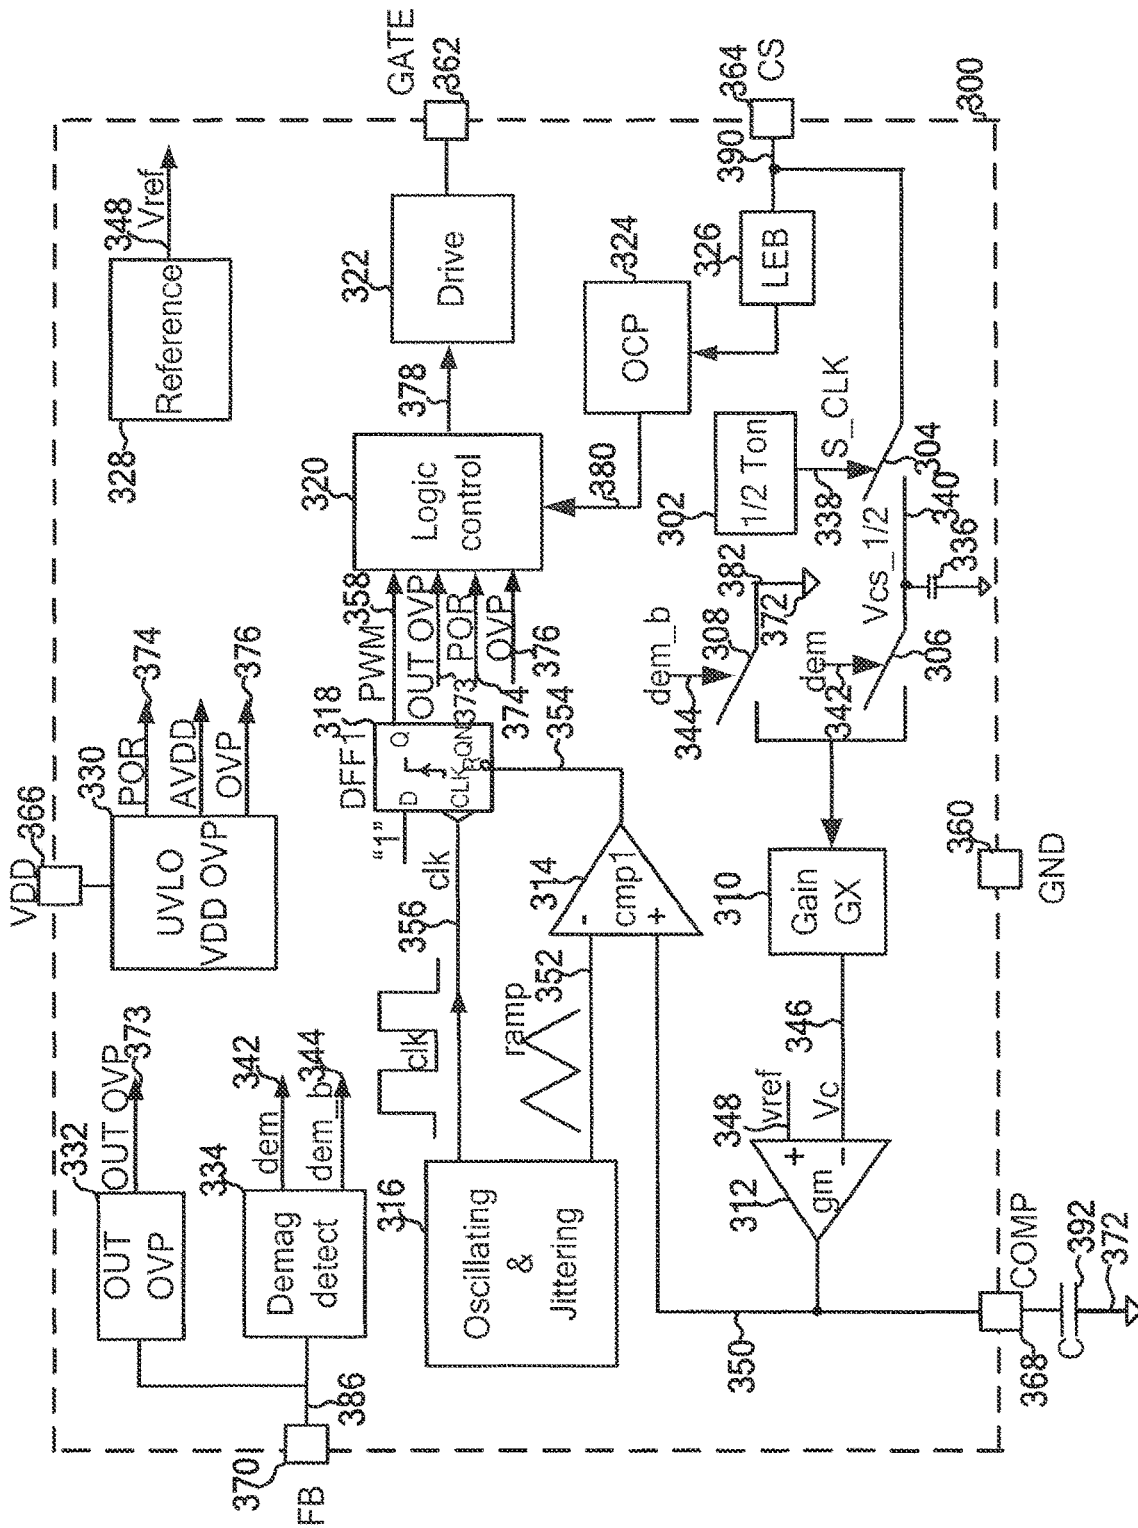 VDD
366
330
UVLO
VDD OVP
POR
374
AVDD
OVP
376
328
Reference
348
Vref
332
OUT
OVP
OUT OVP
373
334
Demag
detect
dem
342
dem_b
344
370
FB
386
316
Oscillating
&
Jittering
clk
356
clk
ramp
352
"1"
DFF1
318
D
Q
CLK
QN
R
PWM
358
OUT OVP
373
POR
374
OVP
376
354
320
Logic
control
378
322
Drive
GATE
362
380
324
OCP
326
LEB
390
364
CS
300
302
1/2 Ton
338
S_CLK
304
340
Vcs_1/2
336
dem_b
344
308
382
372
dem
342
306
314
cmp1
-
+
310
Gain
GX
346
Vc
348
Vref
312
gm
+
-
350
360
GND
368
COMP
C
392
372